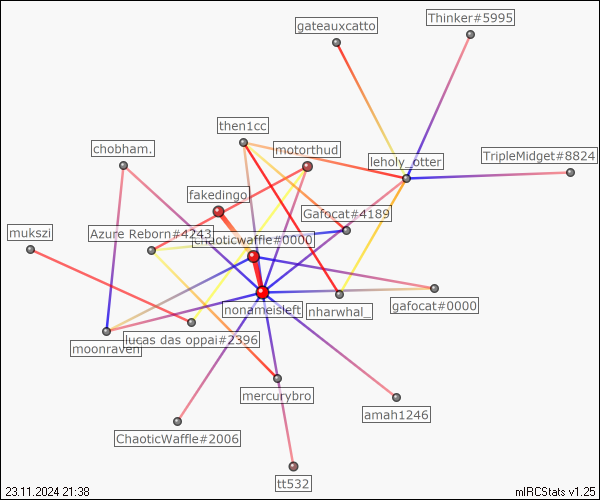 Thinker#5995
gateauxcatto
then1cc
chobham.
motorthud
TripleMidget#8824
leholy_otter
fakedingo
Gafocat#4189
mukszi
Azure Reborn#4243
chaoticwaffle#0000
gafocat#0000
nonameisleft
nharwhal_
lucas das oppai#2396
moonraven
mercurybro
amah1246
ChaoticWaffle#2006
tt532
23.11.2024 21:38
mIRCStats v1.25